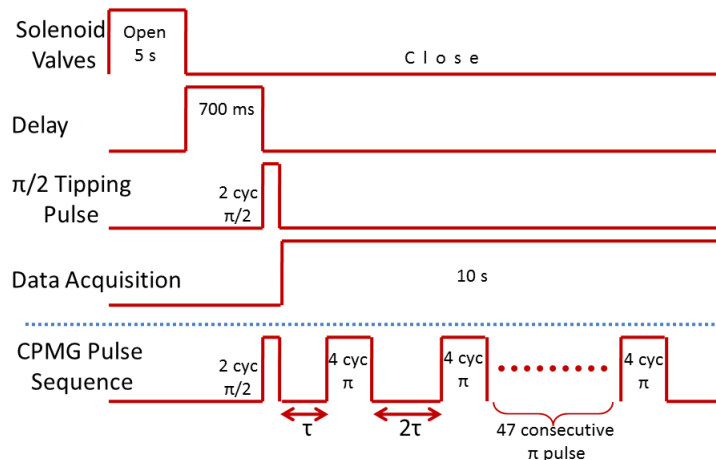 Solenoid
Valves
Open
5 s
Close
Delay
700 ms
π/2 Tipping
Pulse
2 cyc
π/2
Data Acquisition
10 s
CPMG Pulse
Sequence
2 cyc
π/2
4 cyc
π
4 cyc
π
4 cyc
π
τ
2τ
47 consecutive
π pulse